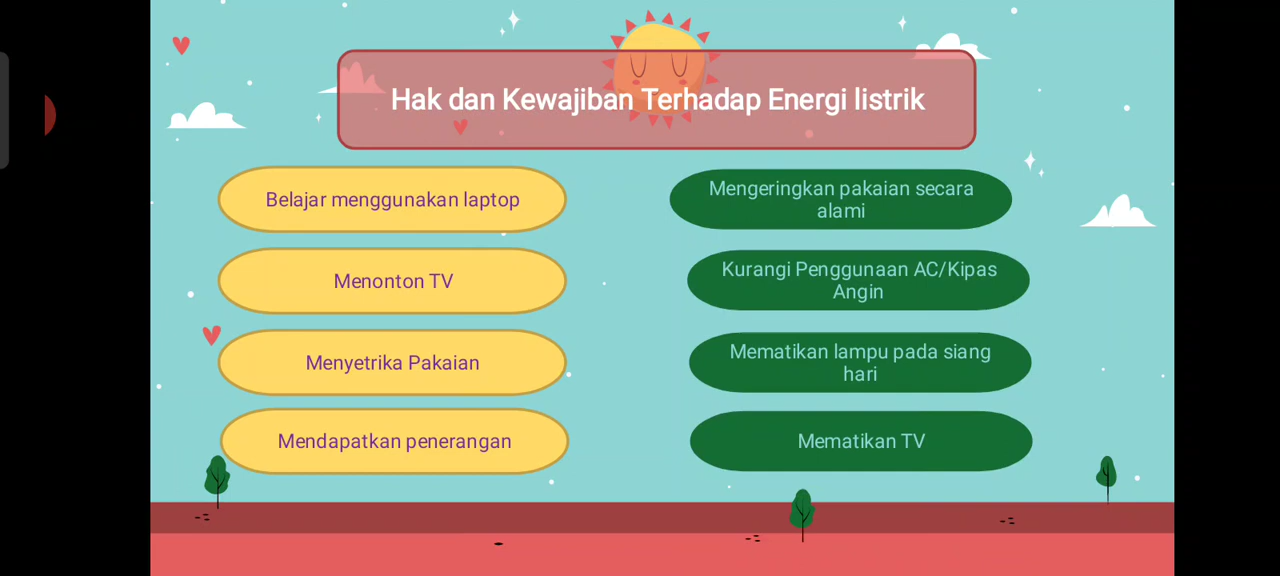 Hak dan Kewajiban Terhadap Energi listrik
Belajar menggunakan laptop
Menonton TV
Menyetrika Pakaian
Mendapatkan penerangan
Mengeringkan pakaian secara
alami
Kurangi Penggunaan AC/Kipas
Angin
Mematikan lampu pada siang
hari
Mematikan TV